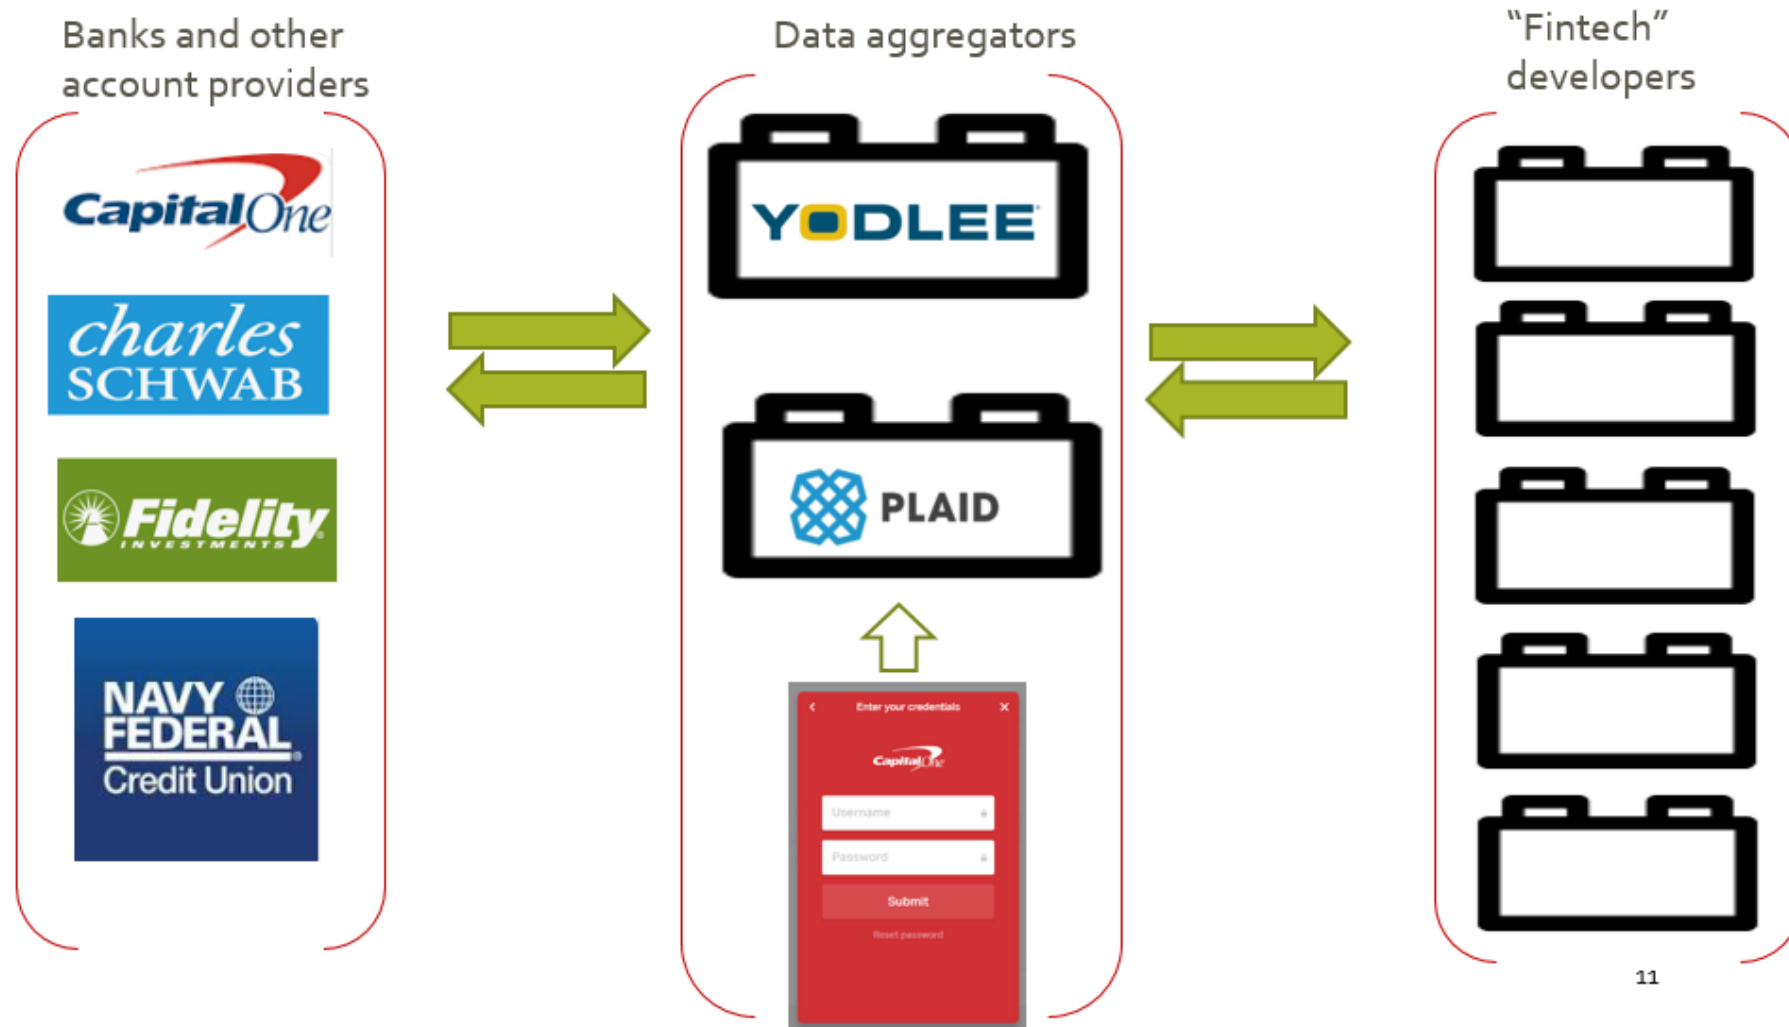 Banks and other
account providers
CapitalOne
charles
SCHWAB
Fidelity
INVESTMENTS
NAVY
FEDERAL
Credit Union
Data aggregators
YODLEE
PLAID
Enter your credentials
CapitalOne
Username
Password
Submit
Reset password
“Fintech”
developers
11